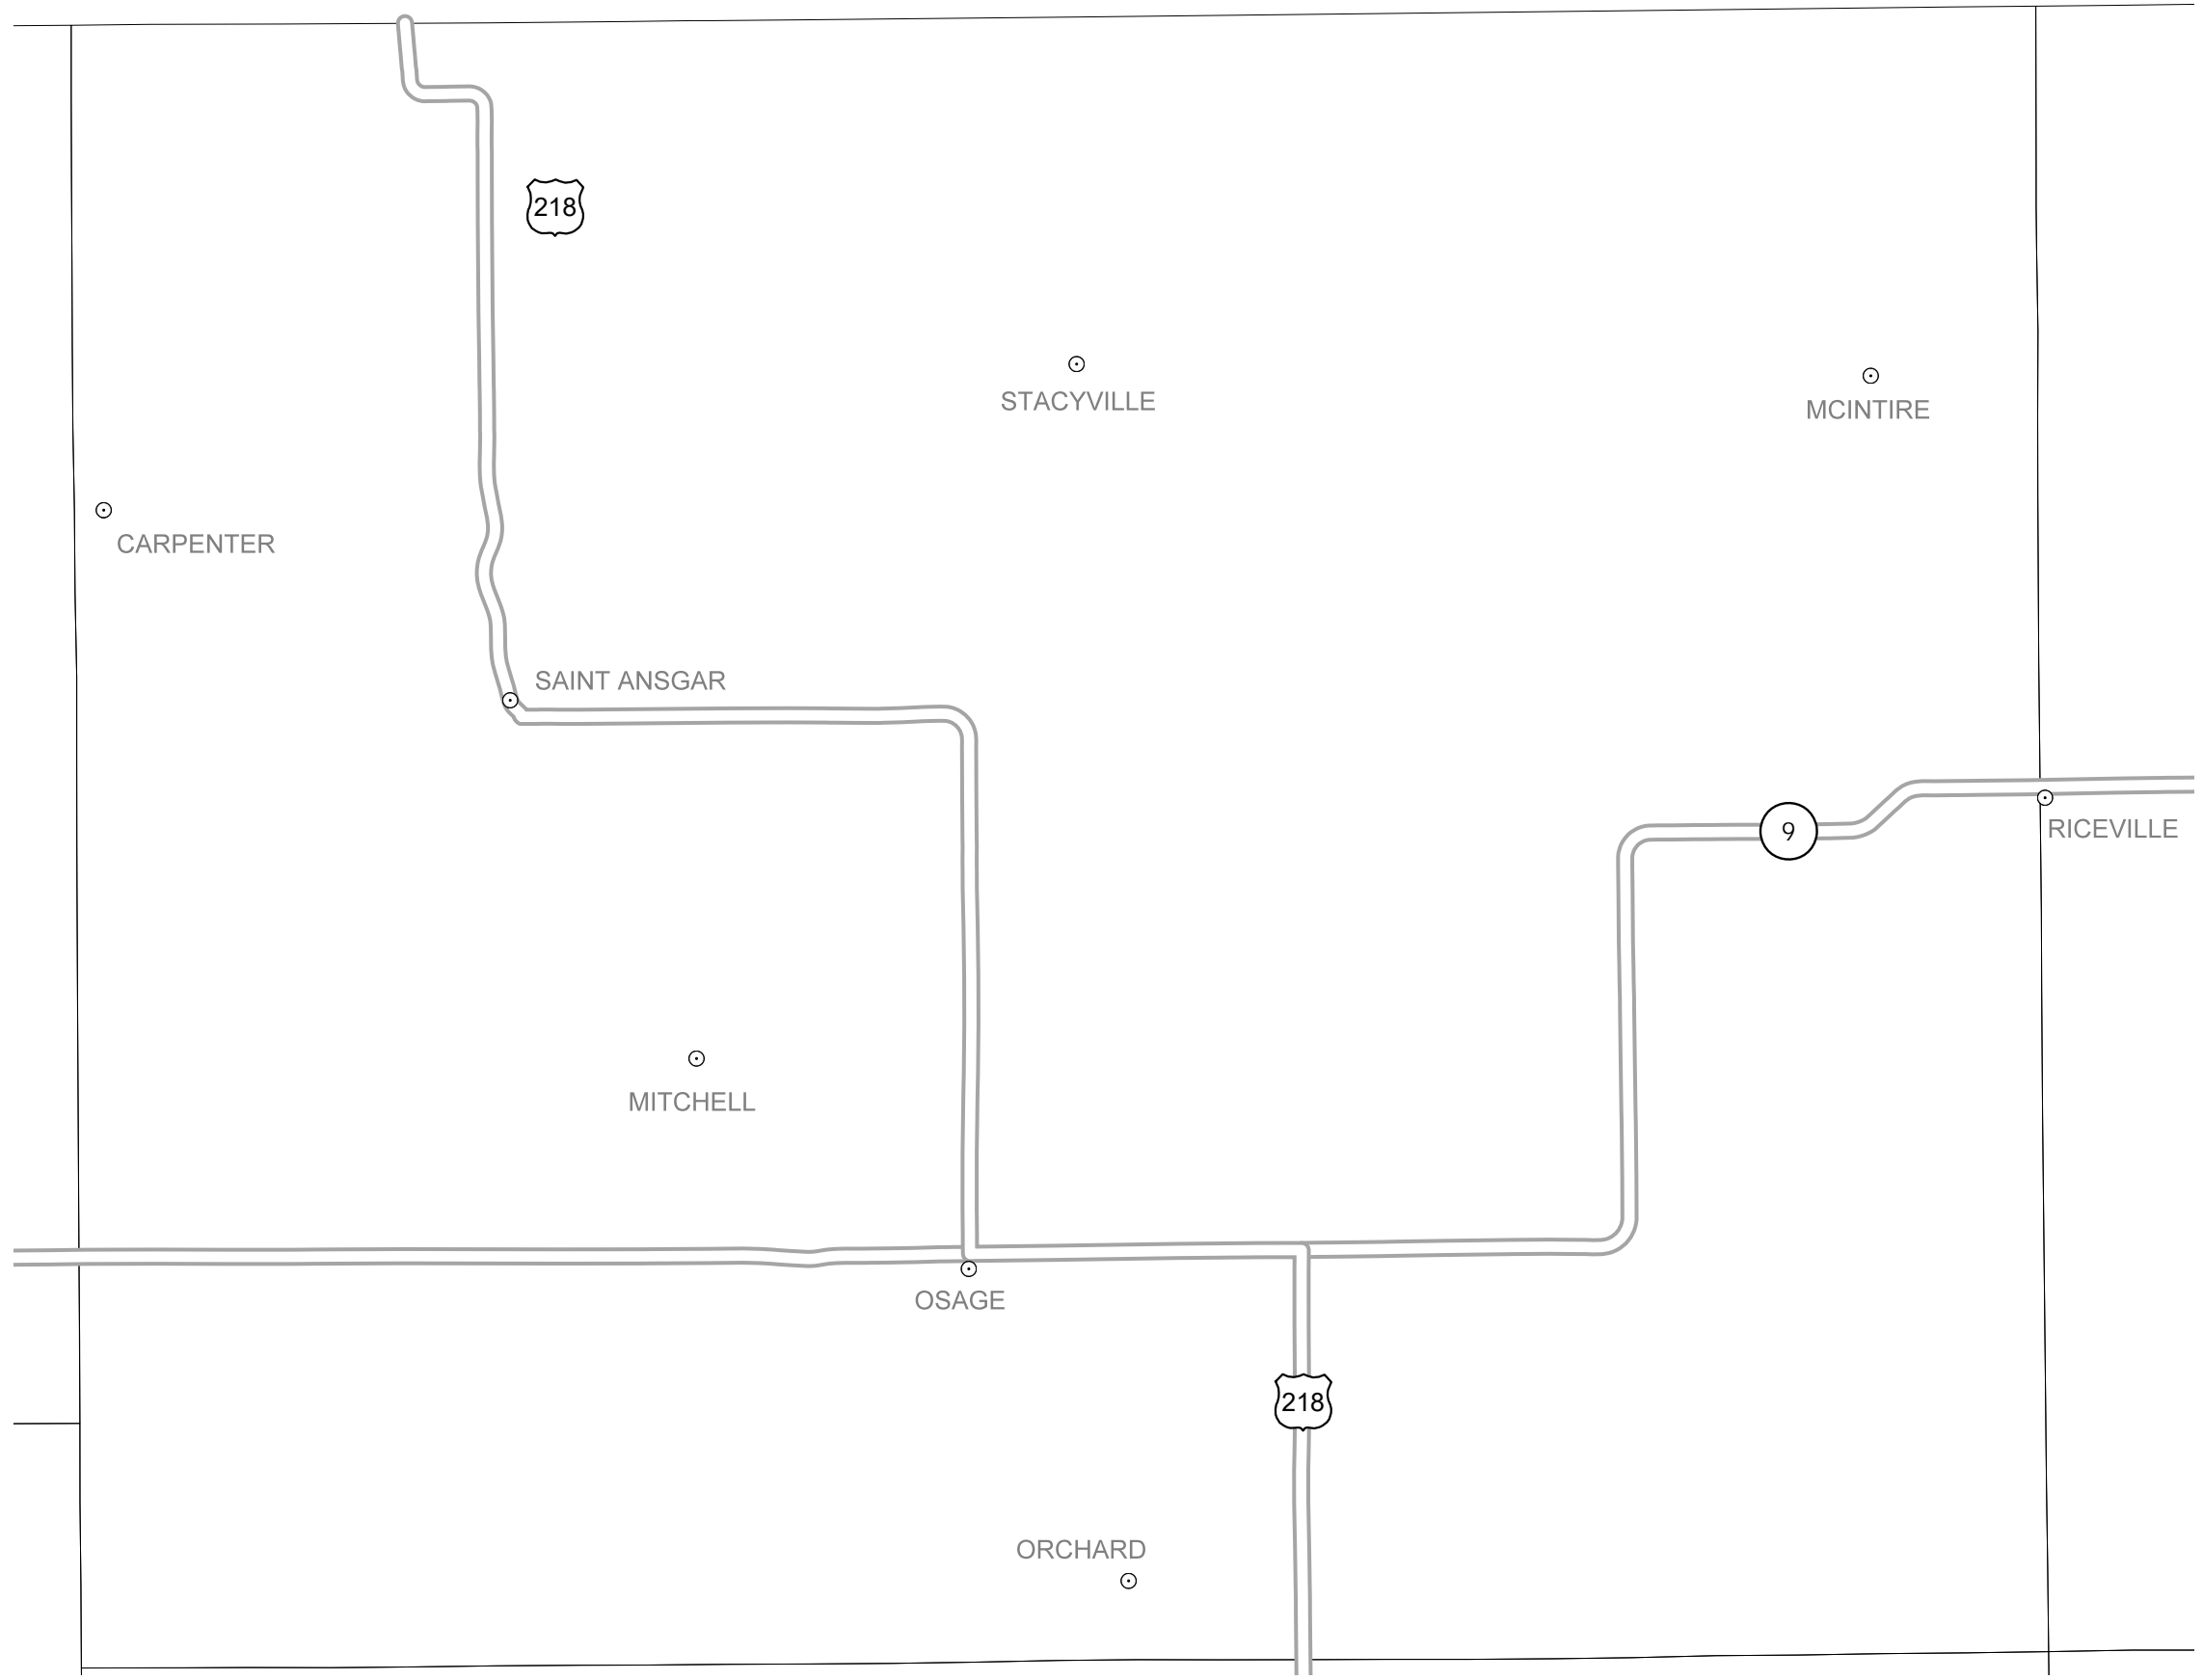 218
STACYVILLE
MCINTIRE
CARPENTER
SAINT ANSGAR
9
RICEVILLE
MITCHELL
OSAGE
218
ORCHARD